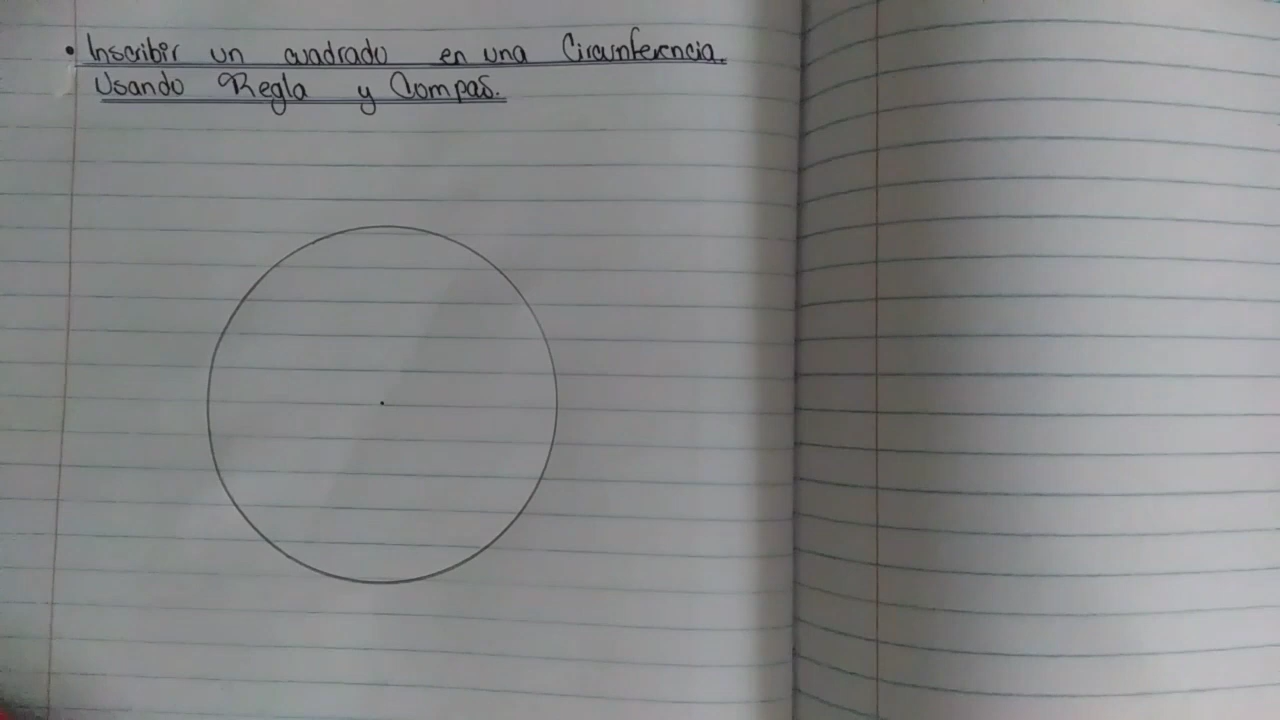 • Inscribir un cuadrado en una Circunferencia.
Usando Regla y Compas.